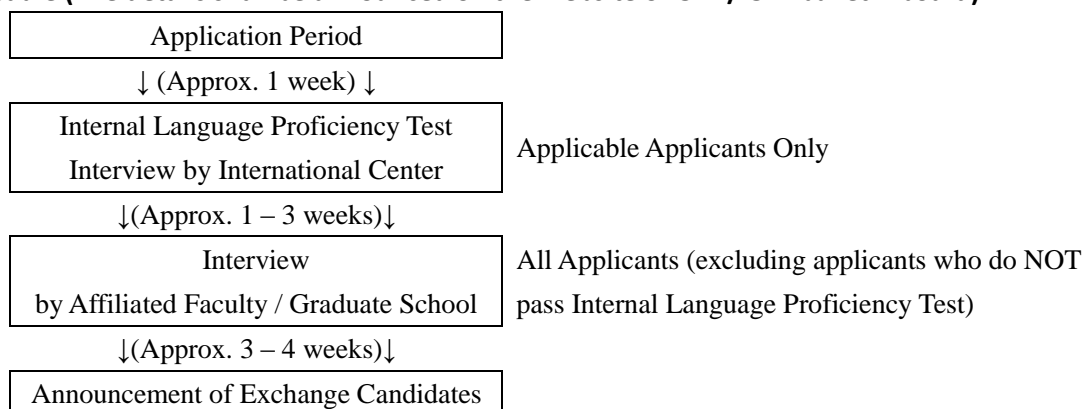 Application Period
↓ (Approx. 1 week) ↓
Internal Language Proficiency Test
Interview by International Center
Applicable Applicants Only
↓(Approx. 1 – 3 weeks)↓
Interview
by Affiliated Faculty / Graduate School
All Applicants (excluding applicants who do NOT
pass Internal Language Proficiency Test)
↓(Approx. 3 – 4 weeks)↓
Announcement of Exchange Candidates